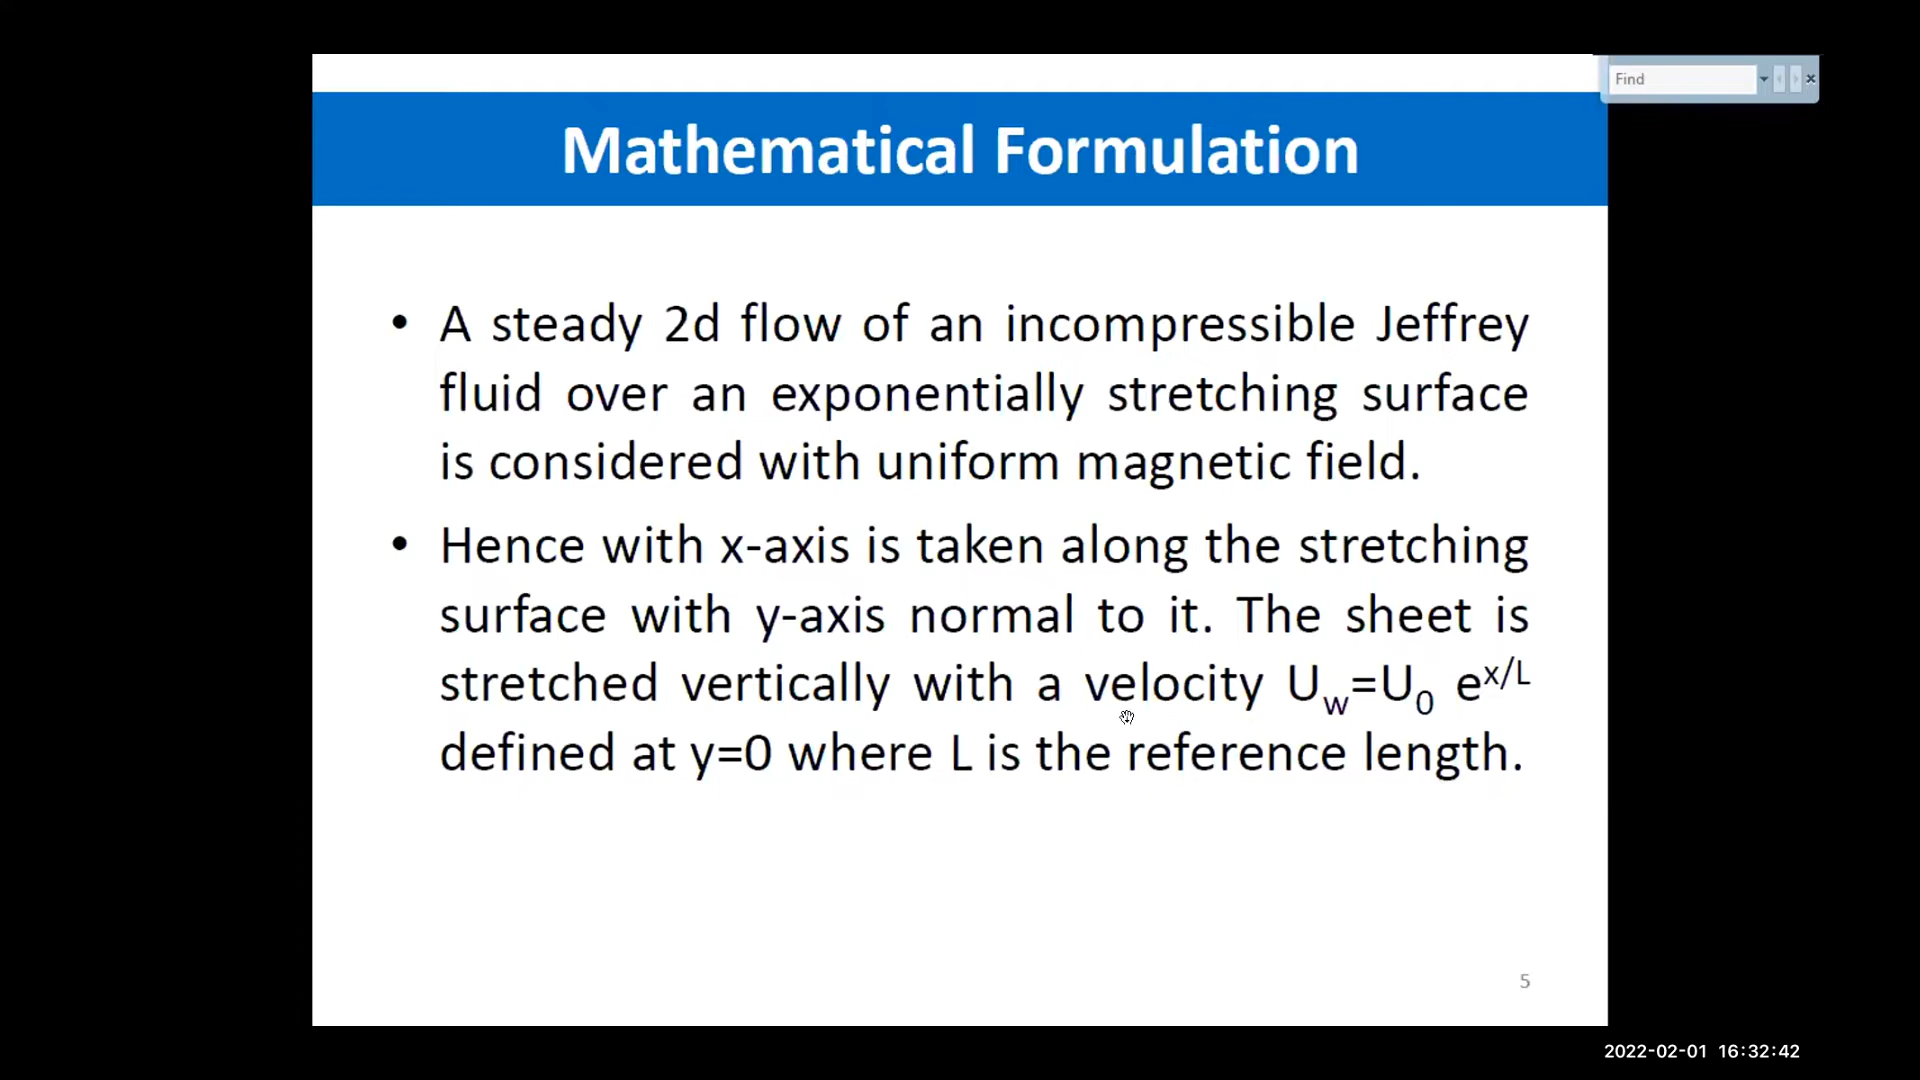 Find
Mathematical Formulation
• A steady 2d flow of an incompressible Jeffrey
fluid over an exponentially stretching surface
is considered with uniform magnetic field.
• Hence with x-axis is taken along the stretching
surface with y-axis normal to it. The sheet is
stretched vertically with a velocity U_w=U_0 e^{x/L}
defined at y=0 where L is the reference length.
5
2022-02-01 16:32:42